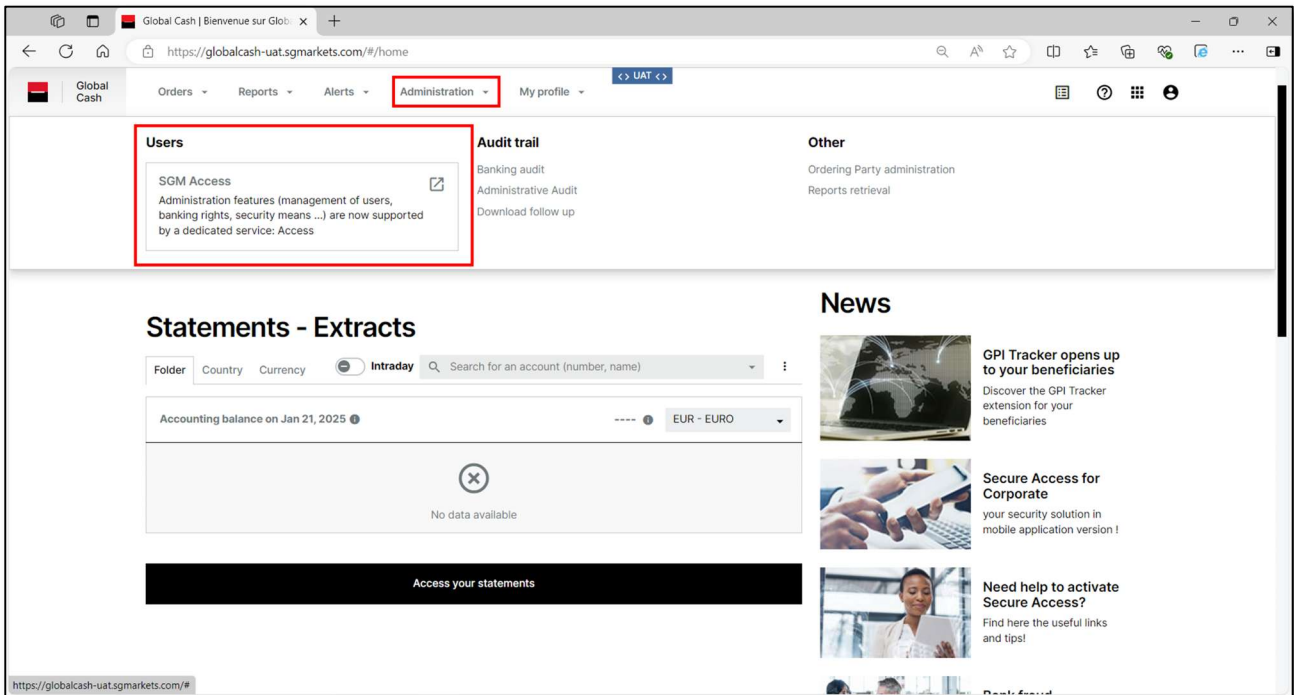 Global Cash | Bienvenue sur Glob
https://globalcash-uat.sgmarkets.com/#/home
<> UAT <>
Global
Cash
Orders
Reports
Alerts
Administration
My profile
Users
SGM Access
Administration features (management of users,
banking rights, security means ...) are now supported
by a dedicated service: Access
Audit trail
Banking audit
Administrative Audit
Download follow up
Other
Ordering Party administration
Reports retrieval
Statements - Extracts
Folder
Country
Currency
Intraday
Search for an account (number, name)
Accounting balance on Jan 21, 2025
----
EUR - EURO
No data available
Access your statements
News
GPI Tracker opens up
to your beneficiaries
Discover the GPI Tracker
extension for your
beneficiaries
Secure Access for
Corporate
your security solution in
mobile application version !
Need help to activate
Secure Access?
Find here the useful links
and tips!
https://globalcash-uat.sgmarkets.com/#